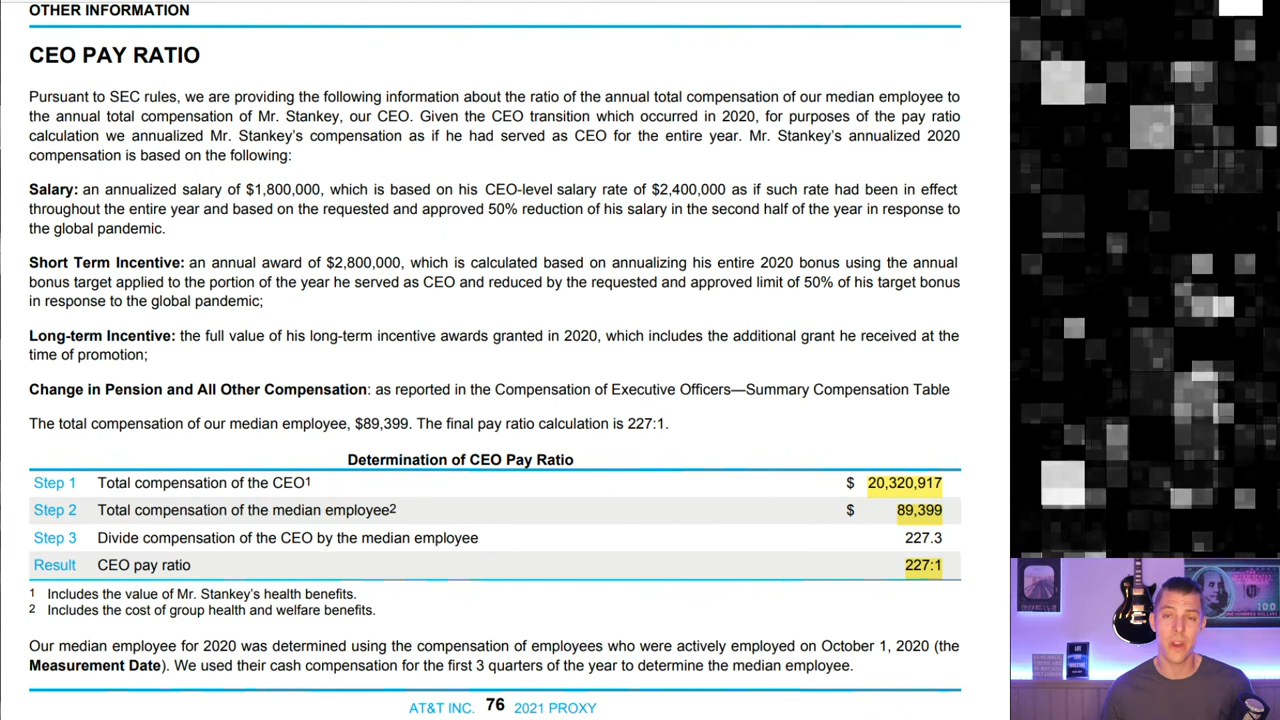 OTHER INFORMATION
CEO PAY RATIO
Pursuant to SEC rules, we are providing the following information about the ratio of the annual total compensation of our median employee to
the annual total compensation of Mr. Stankey, our CEO. Given the CEO transition which occurred in 2020, for purposes of the pay ratio
calculation we annualized Mr. Stankey's compensation as if he had served as CEO for the entire year. Mr. Stankey's annualized 2020
compensation is based on the following:
Salary: an annualized salary of $1,800,000, which is based on his CEO-level salary rate of $2,400,000 as if such rate had been in effect
throughout the entire year and based on the requested and approved 50% reduction of his salary in the second half of the year in response to
the global pandemic.
Short Term Incentive: an annual award of $2,800,000, which is calculated based on annualizing his entire 2020 bonus using the annual
bonus target applied to the portion of the year he served as CEO and reduced by the requested and approved limit of 50% of his target bonus
in response to the global pandemic;
Long-term Incentive: the full value of his long-term incentive awards granted in 2020, which includes the additional grant he received at the
time of promotion;
Change in Pension and All Other Compensation: as reported in the Compensation of Executive Officers—Summary Compensation Table
The total compensation of our median employee, $89,399. The final pay ratio calculation is 227:1.
Determination of CEO Pay Ratio
Step 1 Total compensation of the CEO1 $ 20,320,917
Step 2 Total compensation of the median employee2 $ 89,399
Step 3 Divide compensation of the CEO by the median employee 227.3
Result CEO pay ratio 227:1
1 Includes the value of Mr. Stankey's health benefits.
2 Includes the cost of group health and welfare benefits.
Our median employee for 2020 was determined using the compensation of employees who were actively employed on October 1, 2020 (the
Measurement Date). We used their cash compensation for the first 3 quarters of the year to determine the median employee.
AT&T INC. 76 2021 PROXY
100